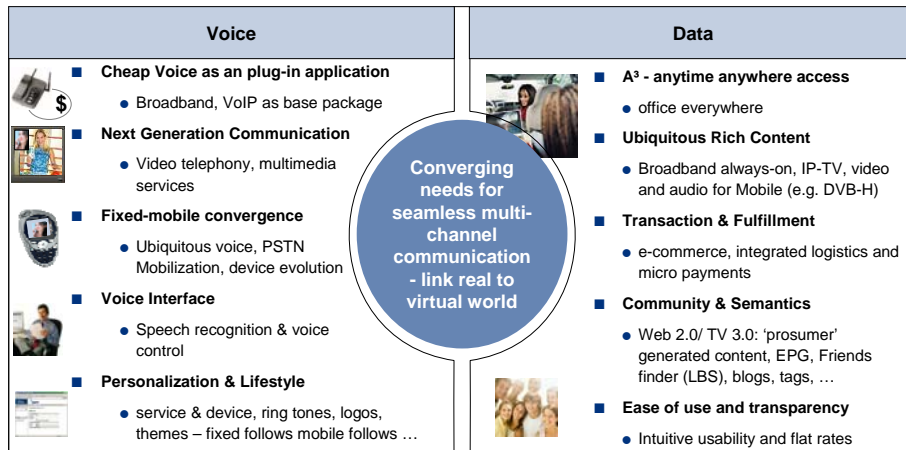 Voice
■ Cheap Voice as an plug-in application
● Broadband, VoIP as base package
■ Next Generation Communication
● Video telephony, multimedia
services
■ Fixed-mobile convergence
● Ubiquitous voice, PSTN
Mobilization, device evolution
■ Voice Interface
● Speech recognition & voice
control
■ Personalization & Lifestyle
● service & device, ring tones, logos,
themes – fixed follows mobile follows …
$
Converging
needs for
seamless multi-
channel
communication
- link real to
virtual world
Data
■ A³ - anytime anywhere access
● office everywhere
■ Ubiquitous Rich Content
● Broadband always-on, IP-TV, video
and audio for Mobile (e.g. DVB-H)
■ Transaction & Fulfillment
● e-commerce, integrated logistics and
micro payments
■ Community & Semantics
● Web 2.0/ TV 3.0: ‘prosumer’
generated content, EPG, Friends
finder (LBS), blogs, tags, …
■ Ease of use and transparency
● Intuitive usability and flat rates